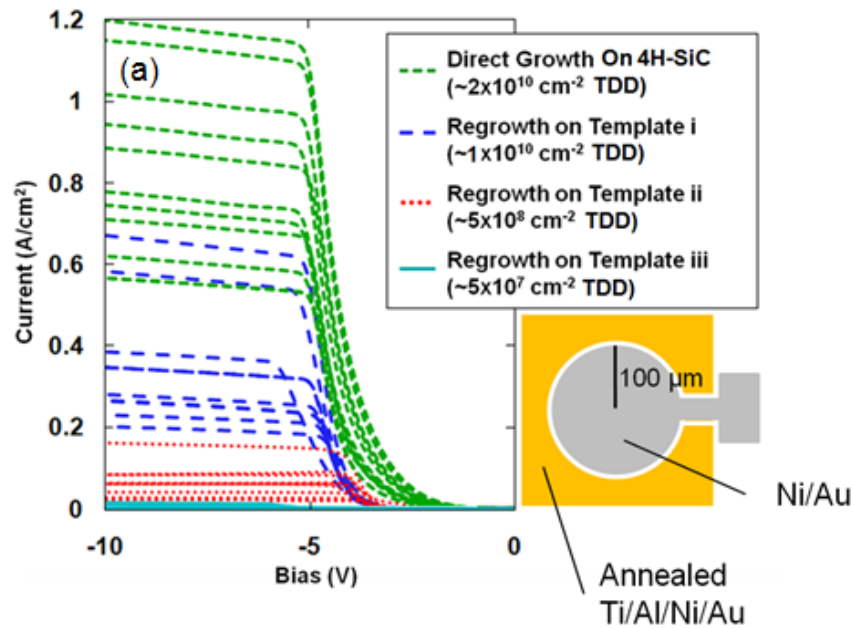 (a)
1.2
1
0.8
0.6
0.4
0.2
0
Current (A/cm²)
-10
-5
0
Bias (V)
Direct Growth On 4H-SiC
(~2x10¹⁰ cm⁻² TDD)
Regrowth on Template i
(~1x10¹⁰ cm⁻² TDD)
Regrowth on Template ii
(~5x10⁸ cm⁻² TDD)
Regrowth on Template iii
(~5x10⁷ cm⁻² TDD)
100 µm
Ni/Au
Annealed
Ti/Al/Ni/Au